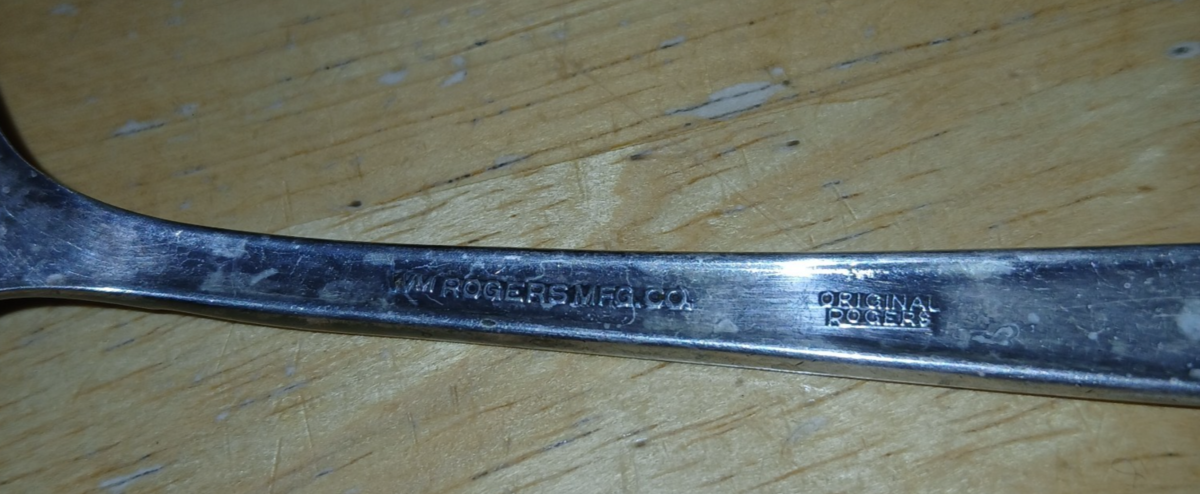 WM ROGERS MFG. CO.
ORIGINAL
ROGERS